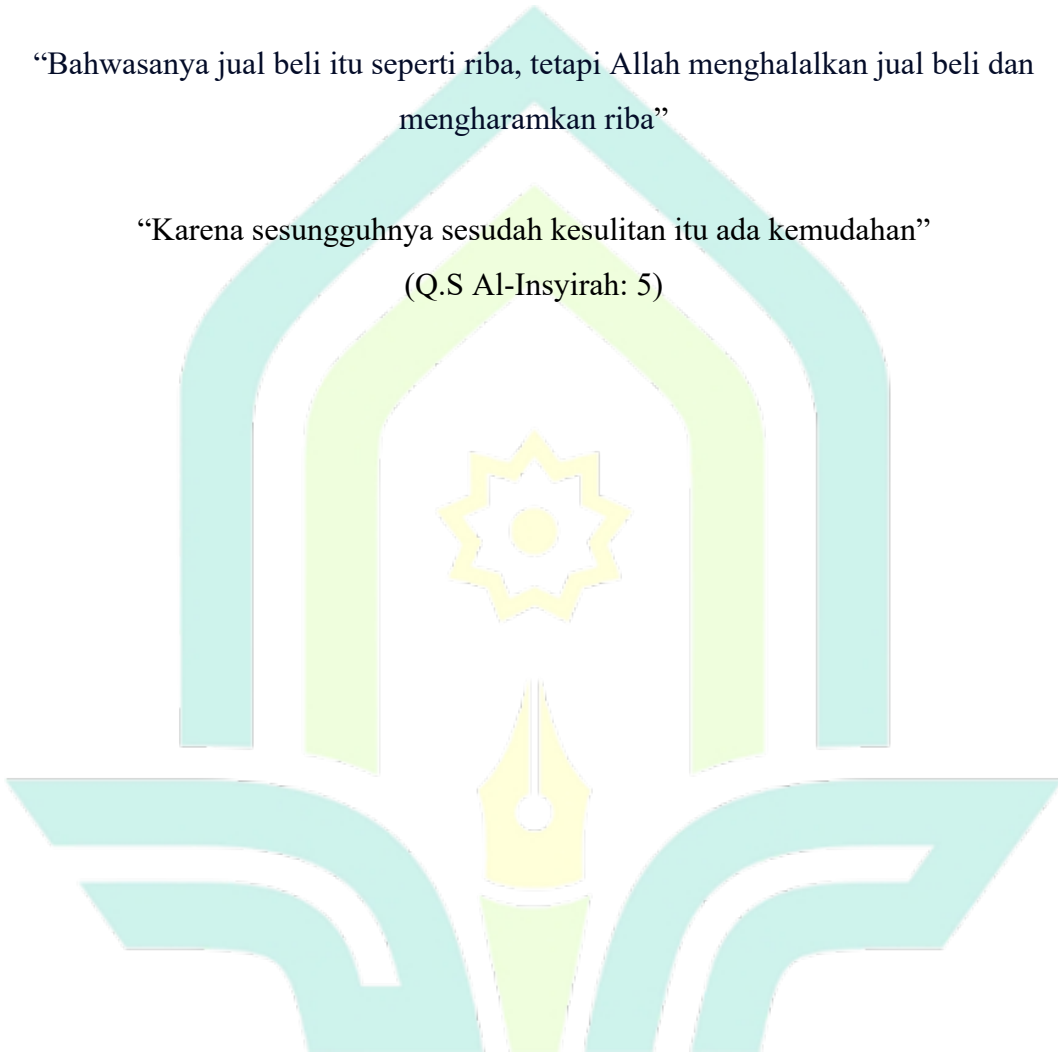 “Bahwasanya jual beli itu seperti riba, tetapi Allah menghalalkan jual beli dan
mengharamkan riba”
“Karena sesungguhnya sesudah kesulitan itu ada kemudahan”
(Q.S Al-Insyirah: 5)